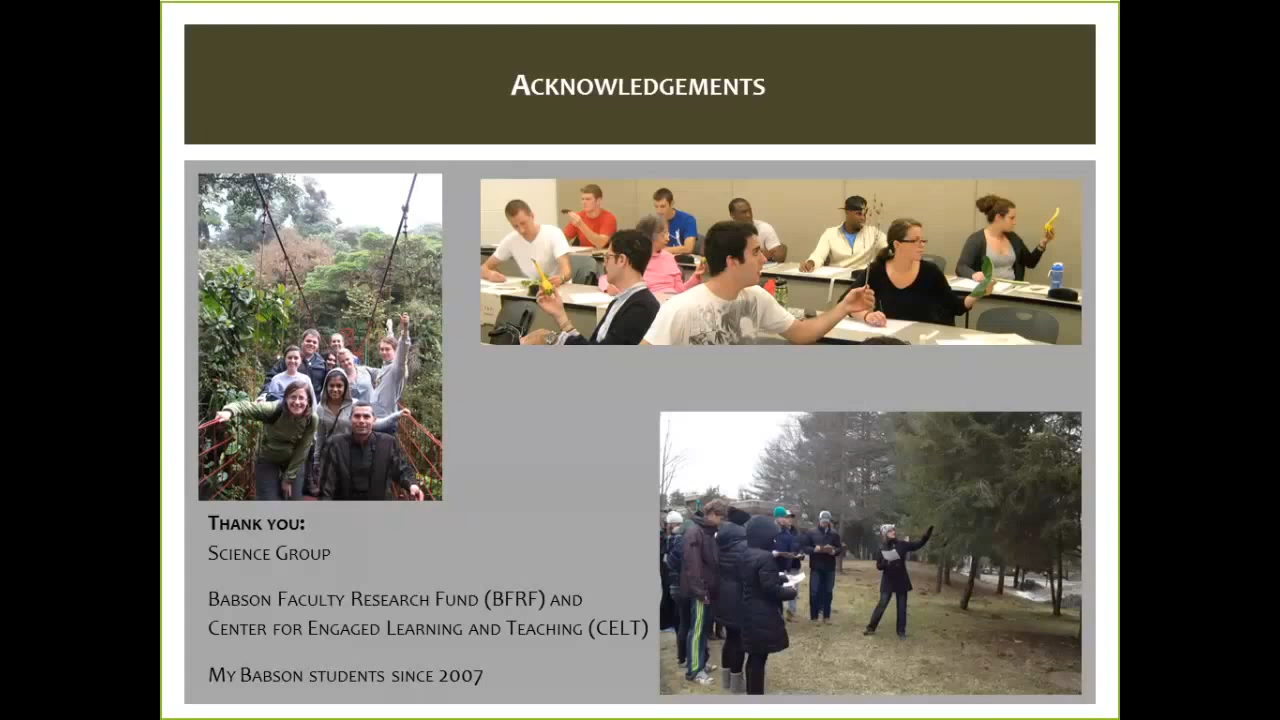 Acknowledgements
Thank you:
Science Group
Babson Faculty Research Fund (BFRF) and
Center for Engaged Learning and Teaching (CELT)
My Babson students since 2007